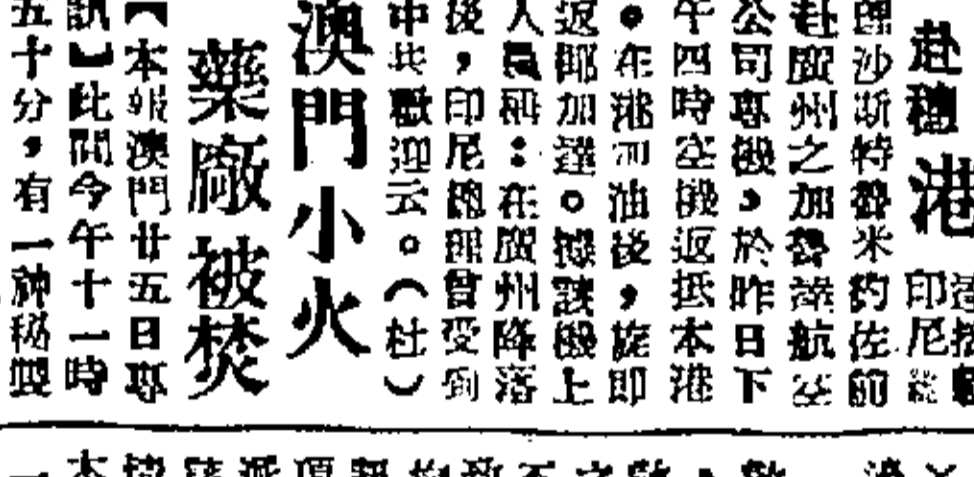 赴穗
港
印尼
沙斯特羅米約佐前
赴廣州之加魯達航空
公司專機，於昨日下
午四時空機返抵本港
。在港加油後，旋即
返耶加達。據該機上
人員稱：在廣州降落
後，印尼總理曾受到
中共歡迎云。（杜）
澳門小火
藥廠被焚
【本報澳門廿五日專
訊】此間今午十一時
五十分，有一神秘製